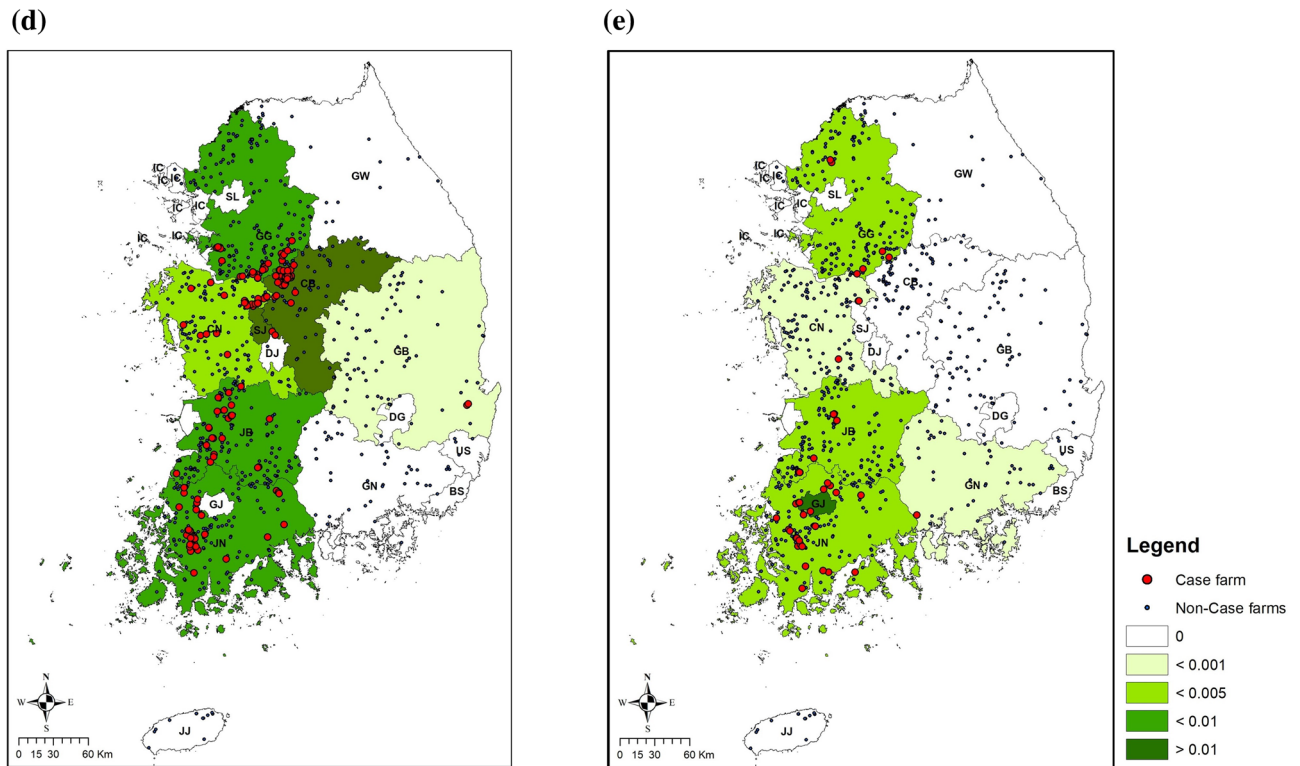 (d)
GW
IC
IC IC
IC IC
SL
IC
IC
GG
CB
CN
SJ
DJ
GB
DG
JB
US
GN
BS
GJ
JN
N
W E
S
JJ
0 15 30 60 Km
(e)
GW
IC
IC IC
IC IC
SL
IC
IC
GG
CB
CN
SJ
DJ
GB
DG
JB
US
GN
BS
GJ
JN
N
W E
S
JJ
0 15 30 60 Km
Legend
Case farm
Non-Case farms
0
< 0.001
< 0.005
< 0.01
> 0.01